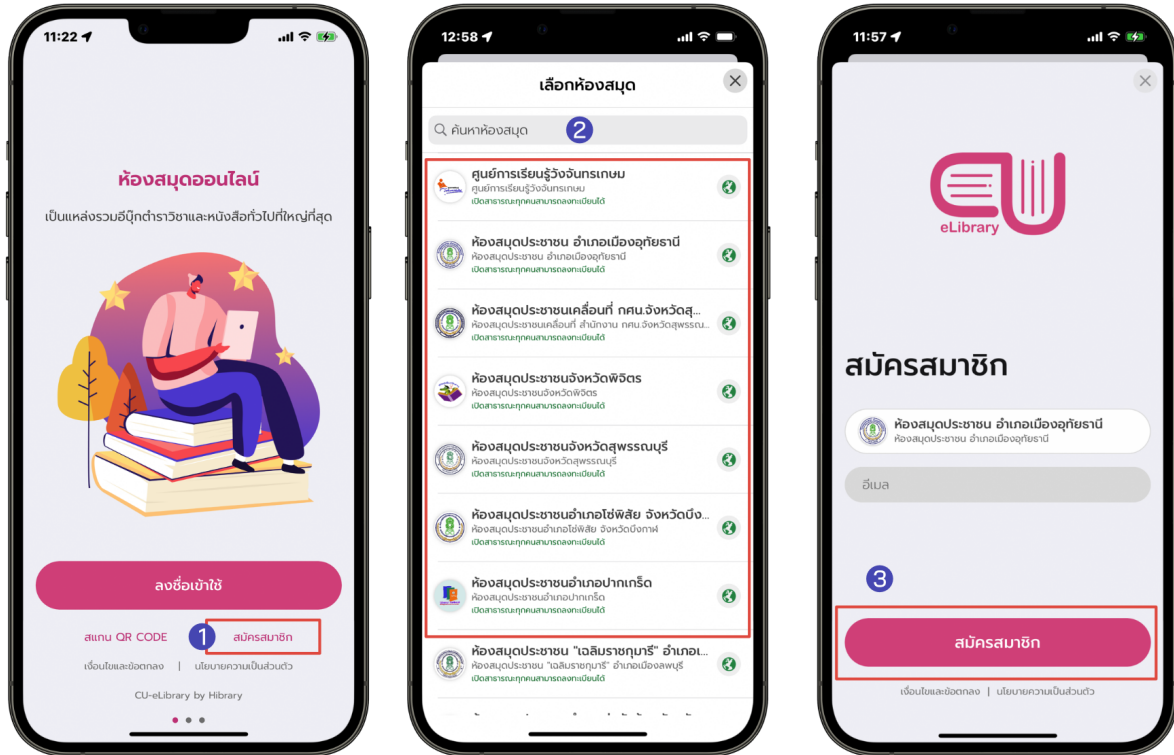 11:22
ห้องสมุดออนไลน์
เป็นแหล่งรวมอีบุ๊กตำราวิชาและหนังสือทั่วไปที่ใหญ่ที่สุด
ลงชื่อเข้าใช้
สแกน QR CODE
1
สมัครสมาชิก
เงื่อนไขและข้อตกลง | นโยบายความเป็นส่วนตัว
CU-eLibrary by Hibrary
12:58
เลือกห้องสมุด
ค้นหาห้องสมุด
2
ศูนย์การเรียนรู้วังจันทรเกษม
ศูนย์การเรียนรู้วังจันทรเกษม
เปิดสาธารณะทุกคนสามารถลงทะเบียนได้
ห้องสมุดประชาชน อำเภอเมืองอุทัยธานี
ห้องสมุดประชาชน อำเภอเมืองอุทัยธานี
เปิดสาธารณะทุกคนสามารถลงทะเบียนได้
ห้องสมุดประชาชนเคลื่อนที่ กศน.จังหวัดสุ...
ห้องสมุดประชาชนเคลื่อนที่ สำนักงาน กศน.จังหวัดสุพรรณ...
เปิดสาธารณะทุกคนสามารถลงทะเบียนได้
ห้องสมุดประชาชนจังหวัดพิจิตร
ห้องสมุดประชาชนจังหวัดพิจิตร
เปิดสาธารณะทุกคนสามารถลงทะเบียนได้
ห้องสมุดประชาชนจังหวัดสุพรรณบุรี
ห้องสมุดประชาชนจังหวัดสุพรรณบุรี
เปิดสาธารณะทุกคนสามารถลงทะเบียนได้
ห้องสมุดประชาชนอำเภอโซ่พิสัย จังหวัดบึง...
ห้องสมุดประชาชนอำเภอโซ่พิสัย จังหวัดบึงกาฬ
เปิดสาธารณะทุกคนสามารถลงทะเบียนได้
ห้องสมุดประชาชนอำเภอปากเกร็ด
ห้องสมุดประชาชนอำเภอปากเกร็ด
เปิดสาธารณะทุกคนสามารถลงทะเบียนได้
ห้องสมุดประชาชน "เฉลิมราชกุมารี" อำเภอเ...
ห้องสมุดประชาชน "เฉลิมราชกุมารี" อำเภอเมืองลพบุรี
เปิดสาธารณะทุกคนสามารถลงทะเบียนได้
11:57
CU
eLibrary
สมัครสมาชิก
ห้องสมุดประชาชน อำเภอเมืองอุทัยธานี
ห้องสมุดประชาชน อำเภอเมืองอุทัยธานี
อีเมล
3
สมัครสมาชิก
เงื่อนไขและข้อตกลง | นโยบายความเป็นส่วนตัว